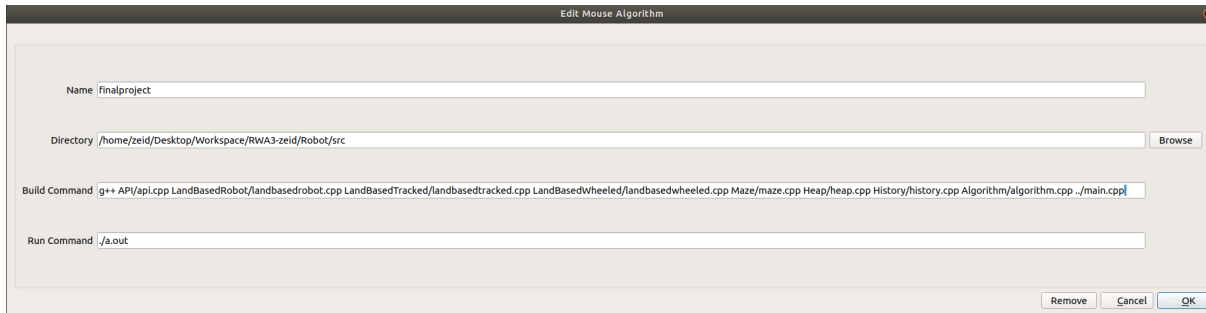 Edit Mouse Algorithm
Name finalproject
Directory /home/zeid/Desktop/Workspace/RWA3-zeid/Robot/src Browse
Build Command g++ API/api.cpp LandBasedRobot/landbasedrobot.cpp LandBasedTracked/landbasedtracked.cpp LandBasedWheeled/landbasedwheeled.cpp Maze/maze.cpp Heap/heap.cpp History/history.cpp Algorithm/algorithm.cpp ../main.cpp
Run Command ./a.out
Remove Cancel OK